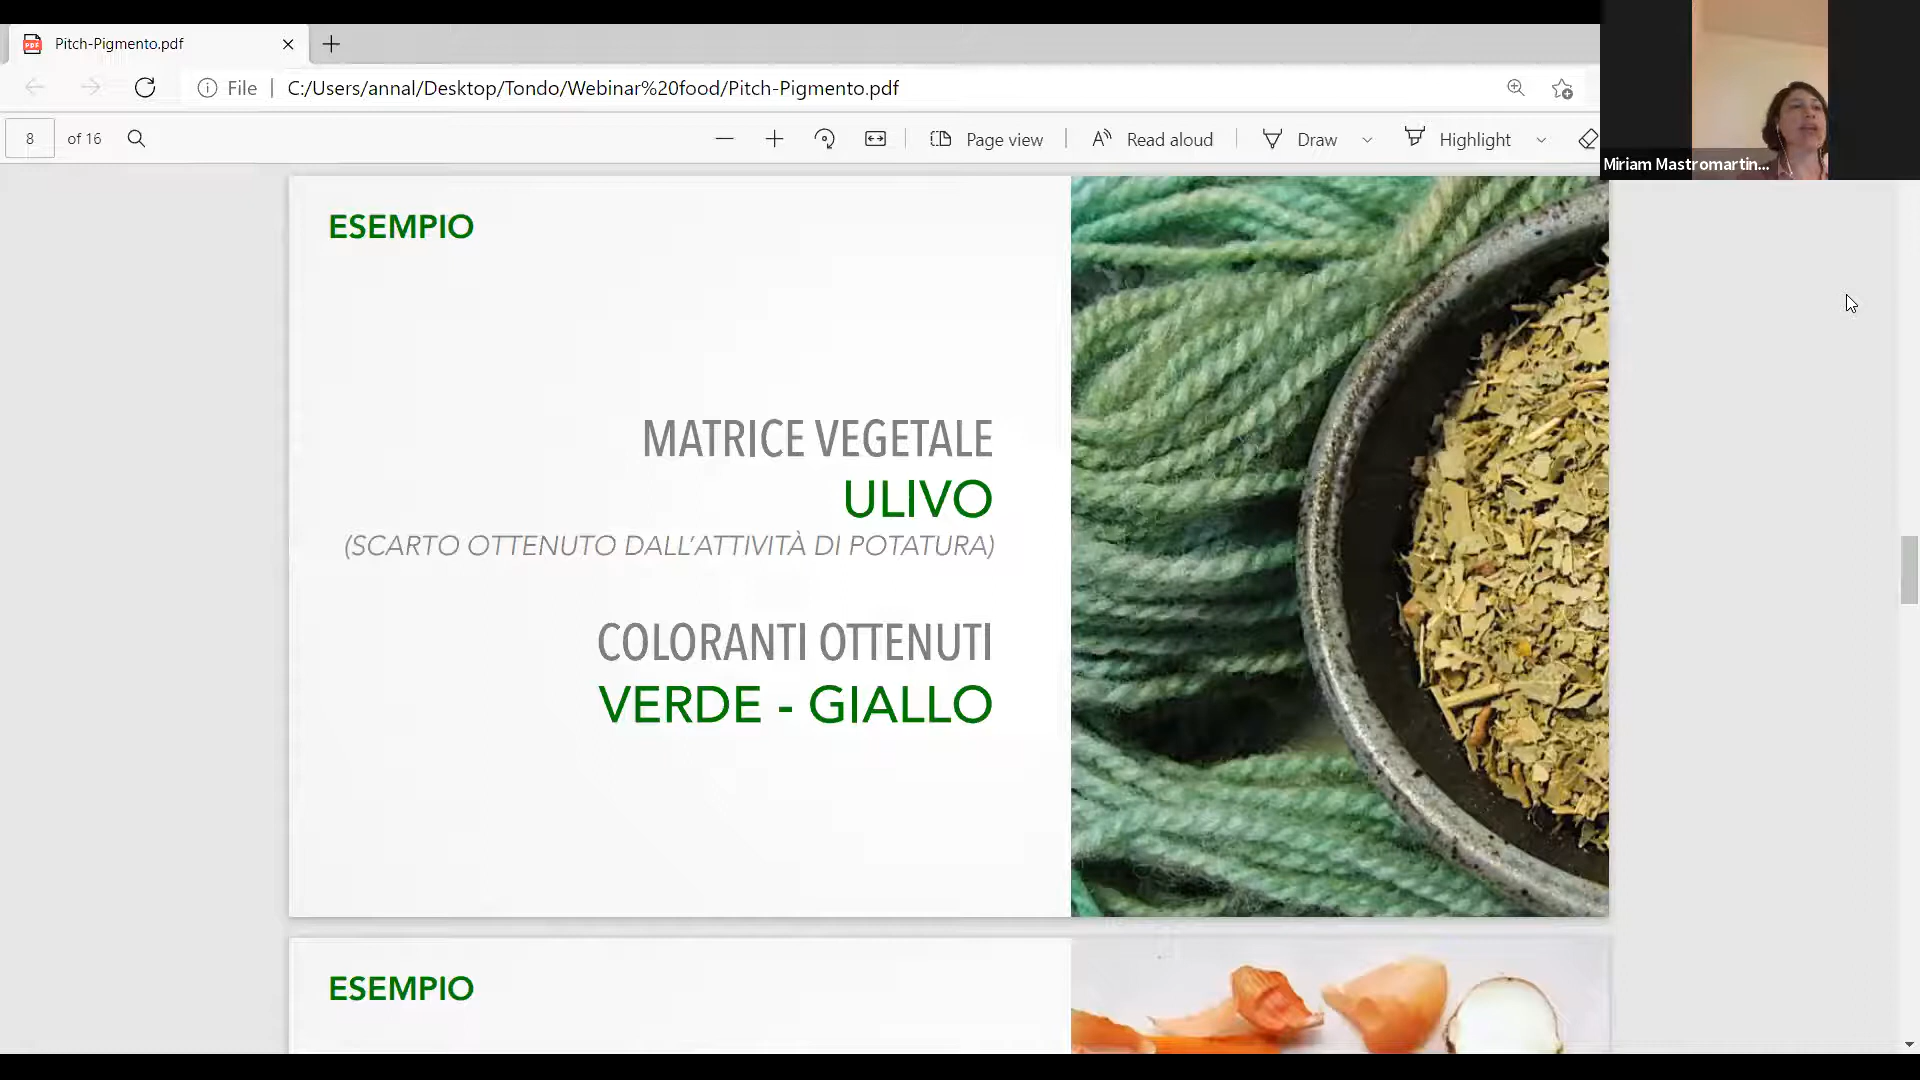 Pitch-Pigmento.pdf
File
C:/Users/annal/Desktop/Tondo/Webinar%20food/Pitch-Pigmento.pdf
8 of 16
Page view
Read aloud
Draw
Highlight
Miriam Mastromartin...
ESEMPIO
MATRICE VEGETALE
ULIVO
(SCARTO OTTENUTO DALL'ATTIVITÀ DI POTATURA)
COLORANTI OTTENUTI
VERDE - GIALLO
ESEMPIO